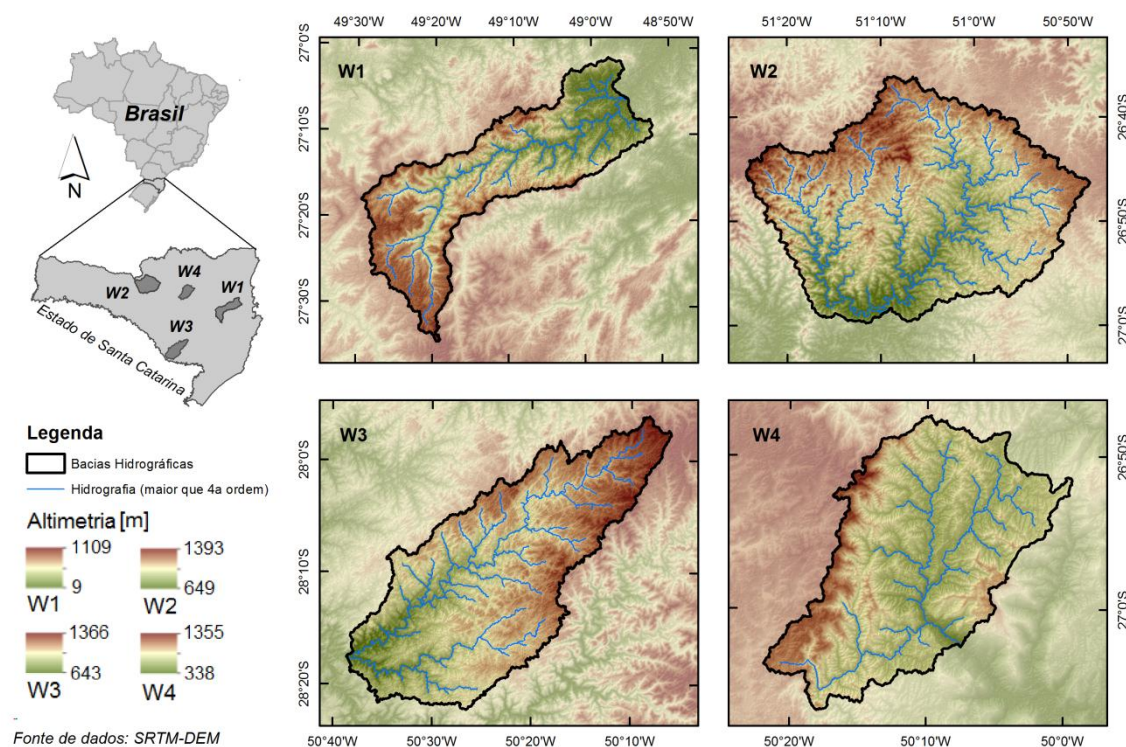 Brasil
N
W4
W1
W2
W3
Estado de Santa Catarina
Legenda
Bacias Hidrográficas
Hidrografia (maior que 4a ordem)
Altimetria [m]
1109
9
W1
1393
649
W2
1366
643
W3
1355
338
W4
Fonte de dados: SRTM-DEM
49°30'W 49°20'W 49°10'W 49°0'W 48°50'W
27°0'S
27°10'S
27°20'S
27°30'S
W1
51°20'W 51°10'W 51°0'W 50°50'W
W2
26°40'S
26°50'S
27°0'S
W3
28°0'S
28°10'S
28°20'S
50°40'W 50°30'W 50°20'W 50°10'W
W4
26°50'S
27°0'S
50°20'W 50°10'W 50°0'W